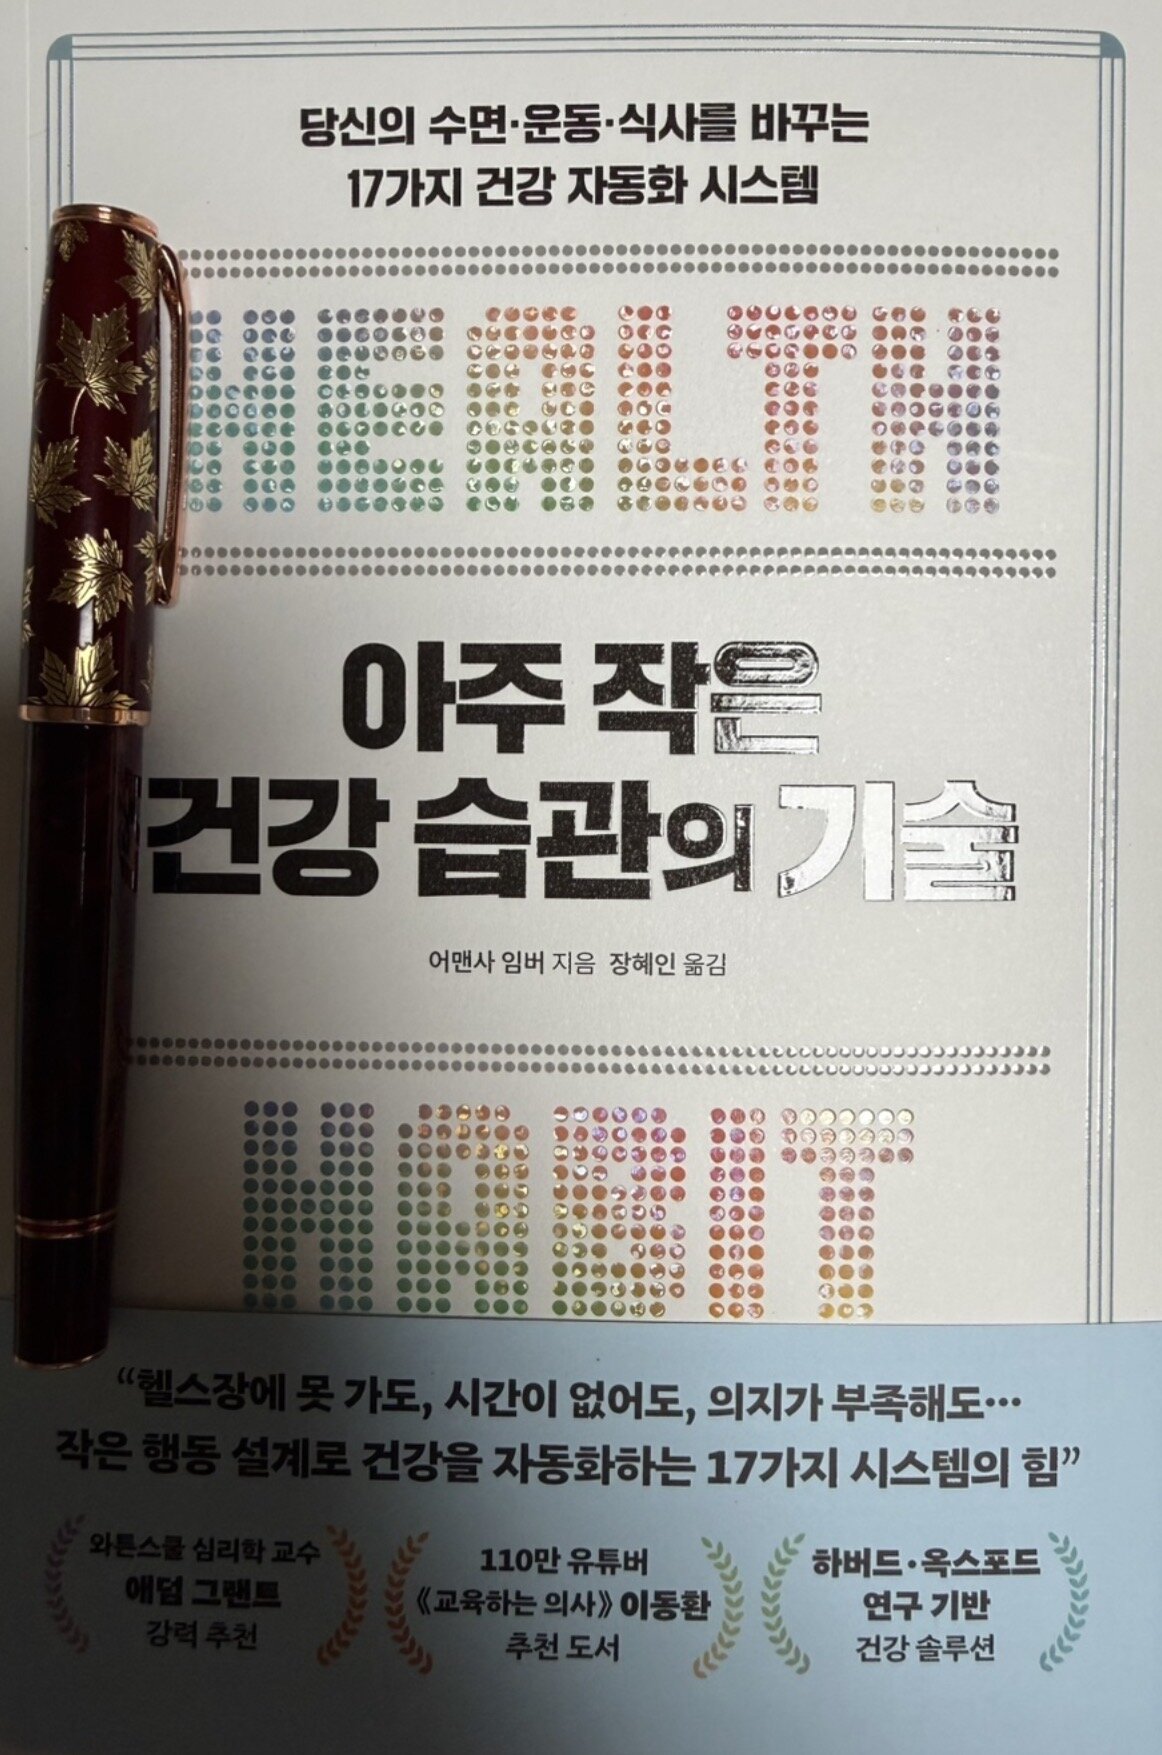 당신의 수면·운동·식사를 바꾸는
17가지 건강 자동화 시스템
HEALTH
아주 작은
건강 습관의 기술
어맨사 임버 지음 장혜인 옮김
HABIT
“헬스장에 못 가도, 시간이 없어도, 의지가 부족해도…
작은 행동 설계로 건강을 자동화하는 17가지 시스템의 힘”
와튼스쿨 심리학 교수
애덤 그랜트
강력 추천
110만 유튜버
《교육하는 의사》 이동환
추천 도서
하버드·옥스포드
연구 기반
건강 솔루션